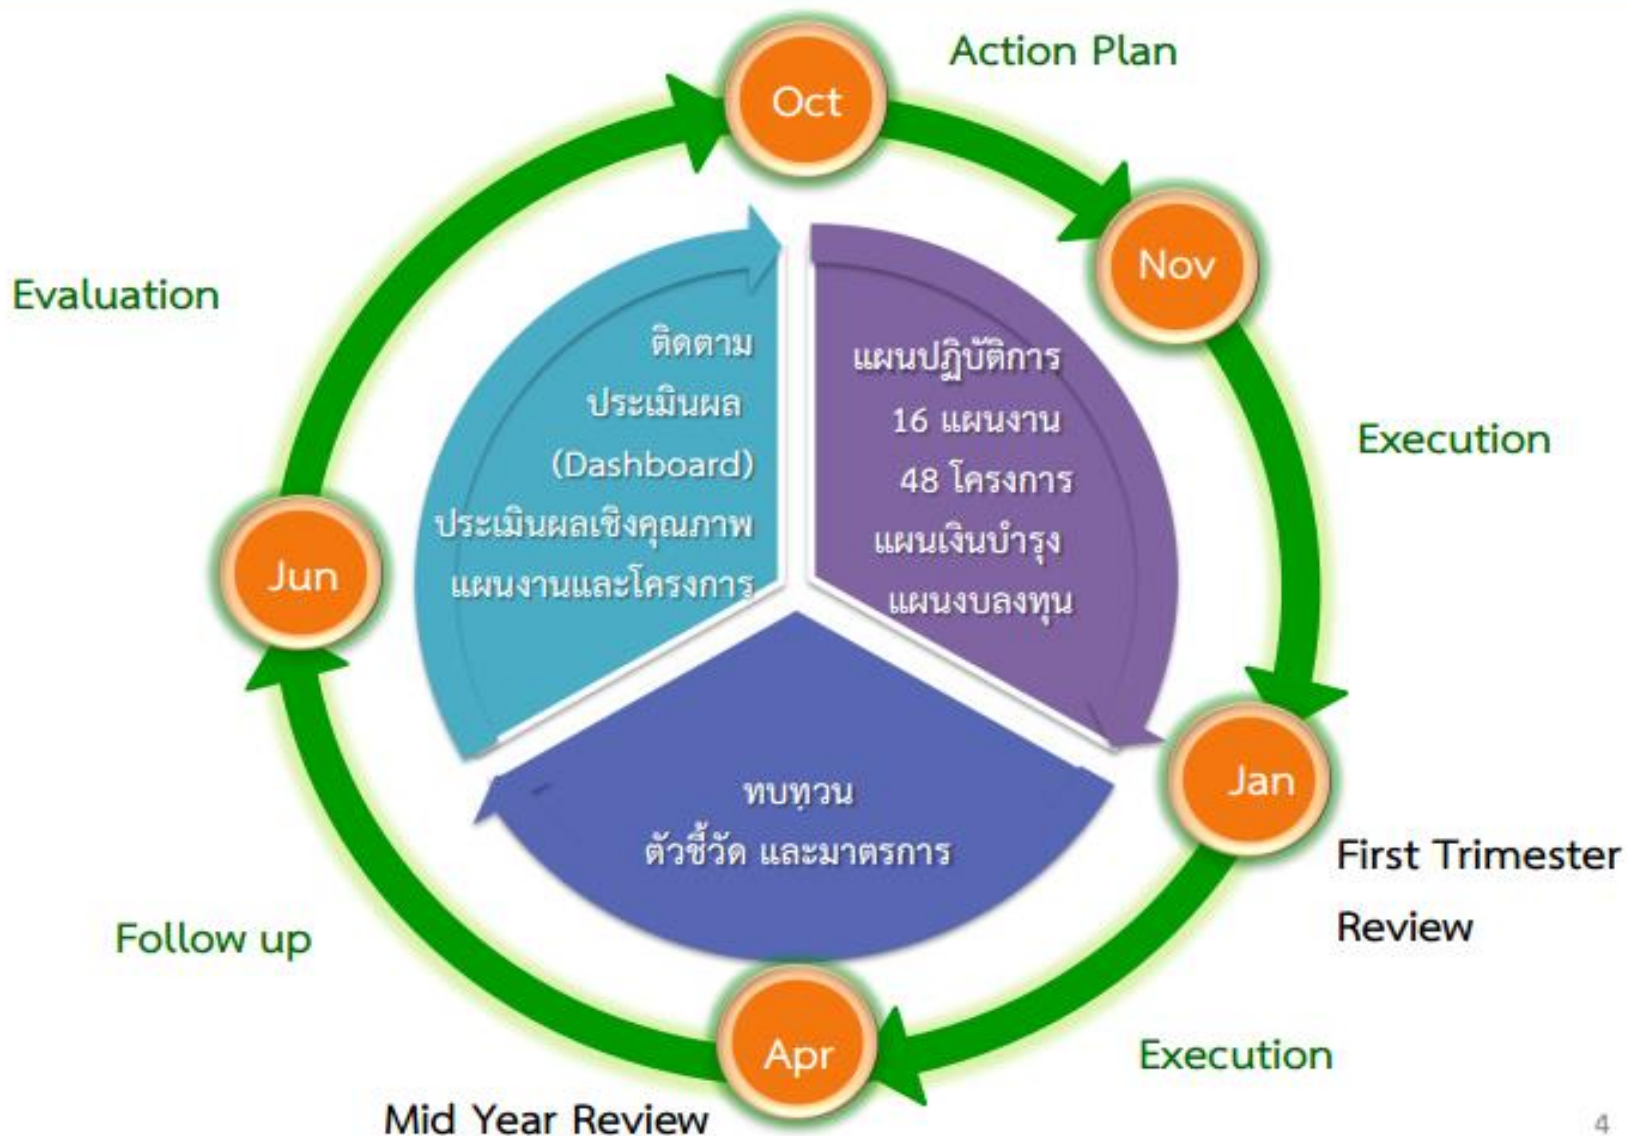 Action Plan
Oct
Nov
Evaluation
ติดตาม
ประเมินผล
(Dashboard)
ประเมินผลเชิงคุณภาพ
แผนงานและโครงการ
แผนปฏิบัติการ
16 แผนงาน
48 โครงการ
แผนเงินบำรุง
แผนงบลงทุน
Execution
Jun
Jan
ทบทวน
ตัวชี้วัด และมาตรการ
First Trimester
Review
Follow up
Apr
Execution
Mid Year Review
4